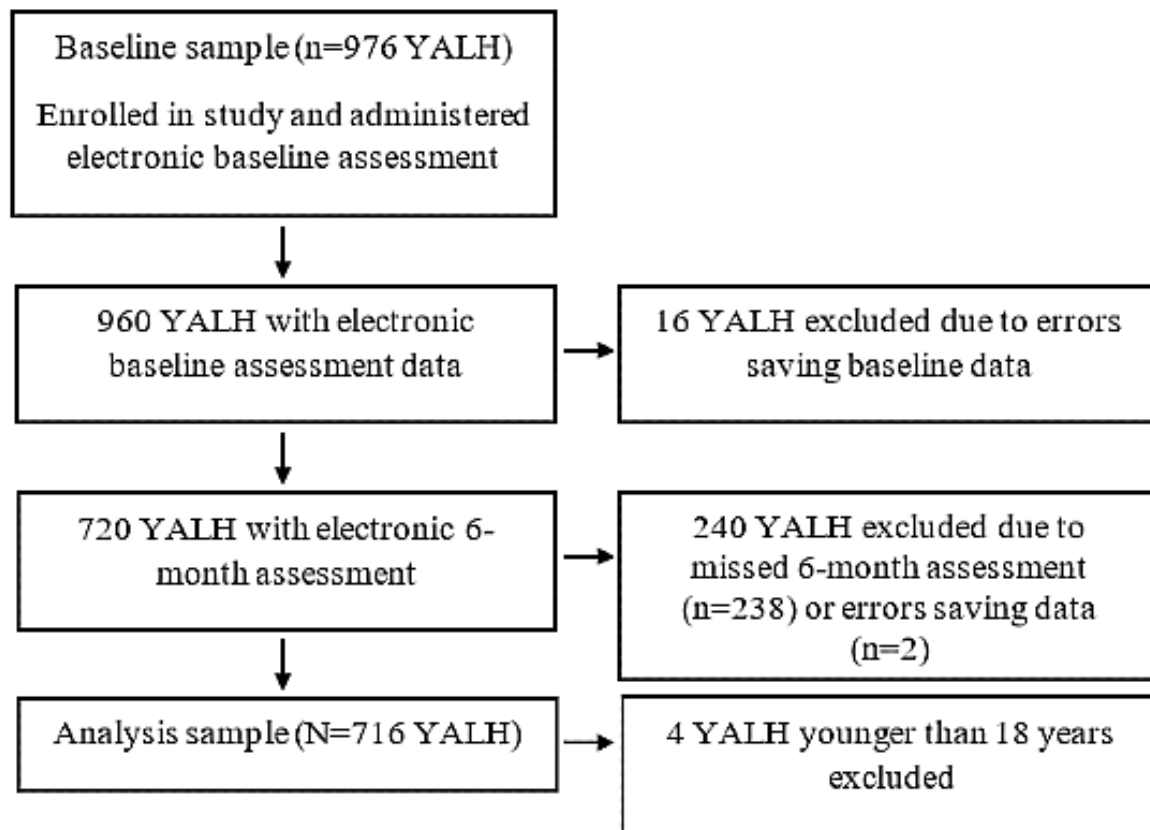 Baseline sample (n=976 YALH)
Enrolled in study and administered
electronic baseline assessment
960 YALH with electronic
baseline assessment data
16 YALH excluded due to errors
saving baseline data
720 YALH with electronic 6-
month assessment
240 YALH excluded due to
missed 6-month assessment
(n=238) or errors saving data
(n=2)
Analysis sample (N=716 YALH)
4 YALH younger than 18 years
excluded